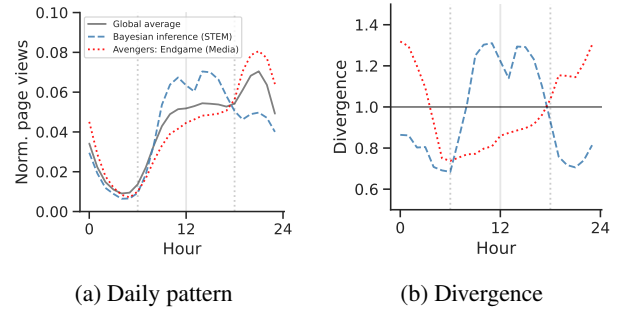 0.10
0.08
0.06
0.04
0.02
0.00
Norm. page views
Global average
Bayesian inference (STEM)
Avengers: Endgame (Media)
0
12
24
Hour
(a) Daily pattern
1.4
1.2
1.0
0.8
0.6
Divergence
0
12
24
Hour
(b) Divergence